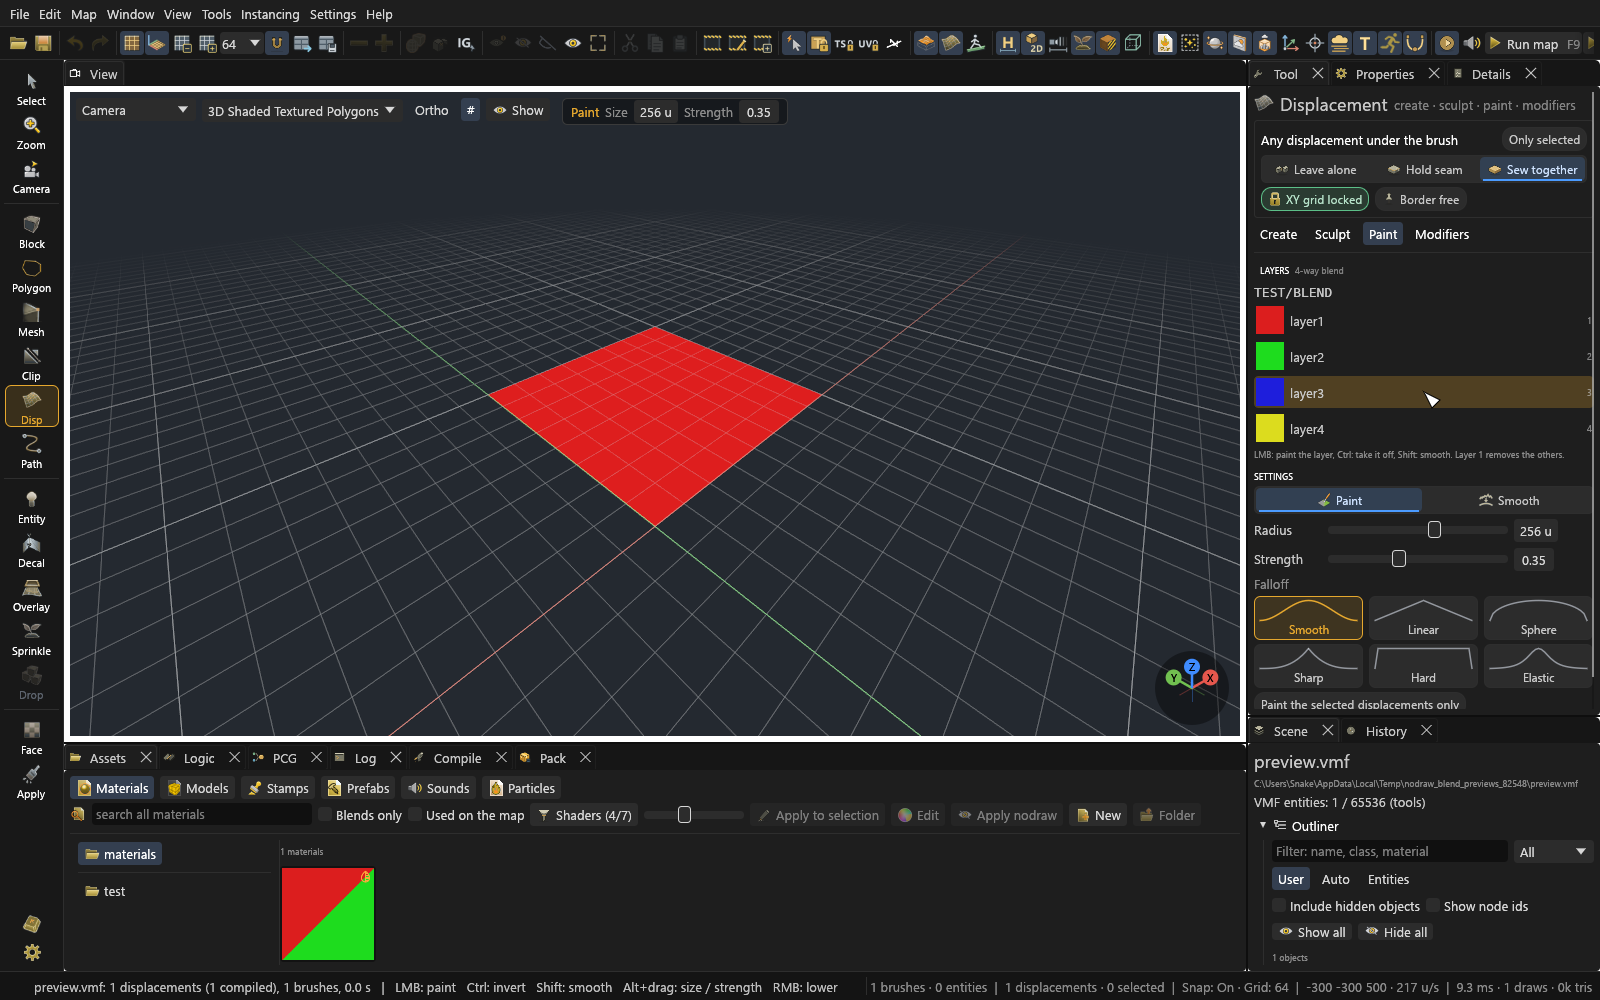 File Edit Map Window View Tools Instancing Settings Help
64 IG TS UV 2D H T Run map F9
Select
Zoom
Camera
Block
Polygon
Mesh
Clip
Disp
Path
Entity
Decal
Overlay
Sprinkle
Drop
Face
Apply
View
Camera 3D Shaded Textured Polygons Ortho # Show Paint Size 256 u Strength 0.35
Z
Y X
Tool Properties Details
Displacement create · sculpt · paint · modifiers
Any displacement under the brush Only selected
Leave alone Hold seam Sew together
XY grid locked Border free
Create Sculpt Paint Modifiers
LAYERS 4-way blend
TEST/BLEND
layer1 1
layer2 2
layer3 3
layer4 4
LMB: paint the layer, Ctrl: take it off, Shift: smooth. Layer 1 removes the others.
SETTINGS
Paint Smooth
Radius 256 u
Strength 0.35
Falloff
Smooth Linear Sphere
Sharp Hard Elastic
Paint the selected displacements only
Assets Logic PCG Log Compile Pack
Materials Models Stamps Prefabs Sounds Particles
search all materials Blends only Used on the map Shaders (4/7) Apply to selection Edit Apply nodraw New Folder
materials
test
1 materials
Scene History
preview.vmf
C:\Users\Snake\AppData\Local\Temp\nodraw_blend_previews_82548\preview.vmf
VMF entities: 1 / 65536 (tools)
Outliner
Filter: name, class, material All
User Auto Entities
Include hidden objects Show node ids
Show all Hide all
1 objects
preview.vmf: 1 displacements (1 compiled), 1 brushes, 0.0 s | LMB: paint Ctrl: invert Shift: smooth Alt+drag: size / strength RMB: lower | 1 brushes · 0 entities | 1 displacements · 0 selected | Snap: On · Grid: 64 | -300 -300 500 · 217 u/s | 9.3 ms · 1 draws · 0k tris